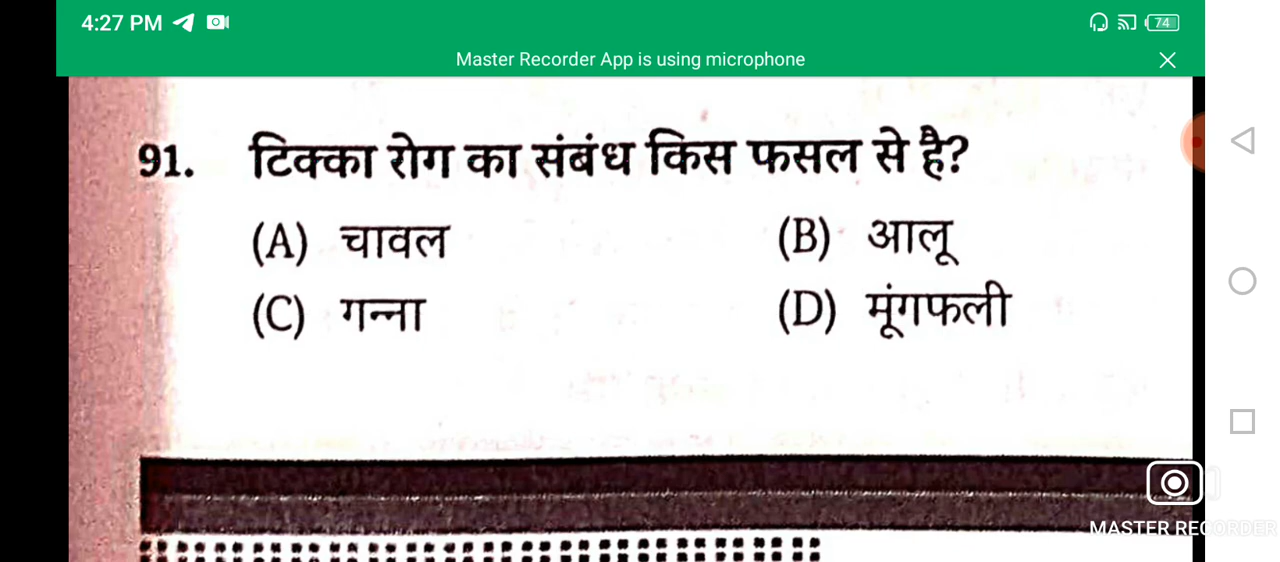 4:27 PM 74
Master Recorder App is using microphone
91. टिक्का रोग का संबंध किस फसल से है?
(A) चावल (B) आलू
(C) गन्ना (D) मूंगफली
MASTER RECORDER